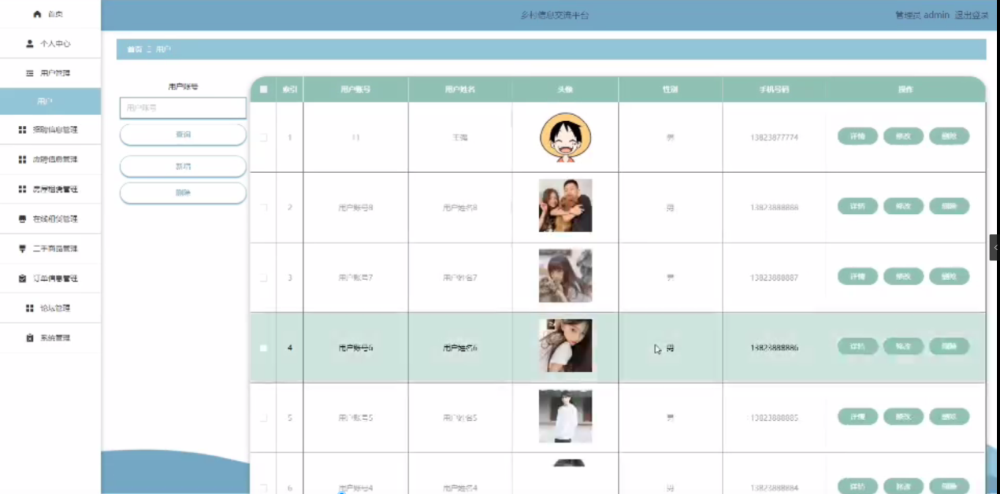 首页
个人中心
用户管理
用户
招聘信息管理
应聘信息管理
房屋租赁管理
在线租赁管理
二手商品管理
订单信息管理
论坛管理
系统管理
乡村信息交流平台
管理员 admin 退出登录
首页 用户
用户账号
用户账号
查询
新增
删除
索引 用户账号 用户姓名 头像 性别 手机号码 操作
1 11 男 13823877774 详情 修改 删除
2 用户账号8 用户姓名8 男 13823888888 详情 修改 删除
3 用户账号7 用户姓名7 男 13823888887 详情 修改 删除
4 用户账号6 用户姓名6 男 13823888886 详情 修改 删除
5 用户账号5 用户姓名5 男 13823888885 详情 修改 删除
6 用户账号4 用户姓名4 男 13823888884 详情 修改 删除